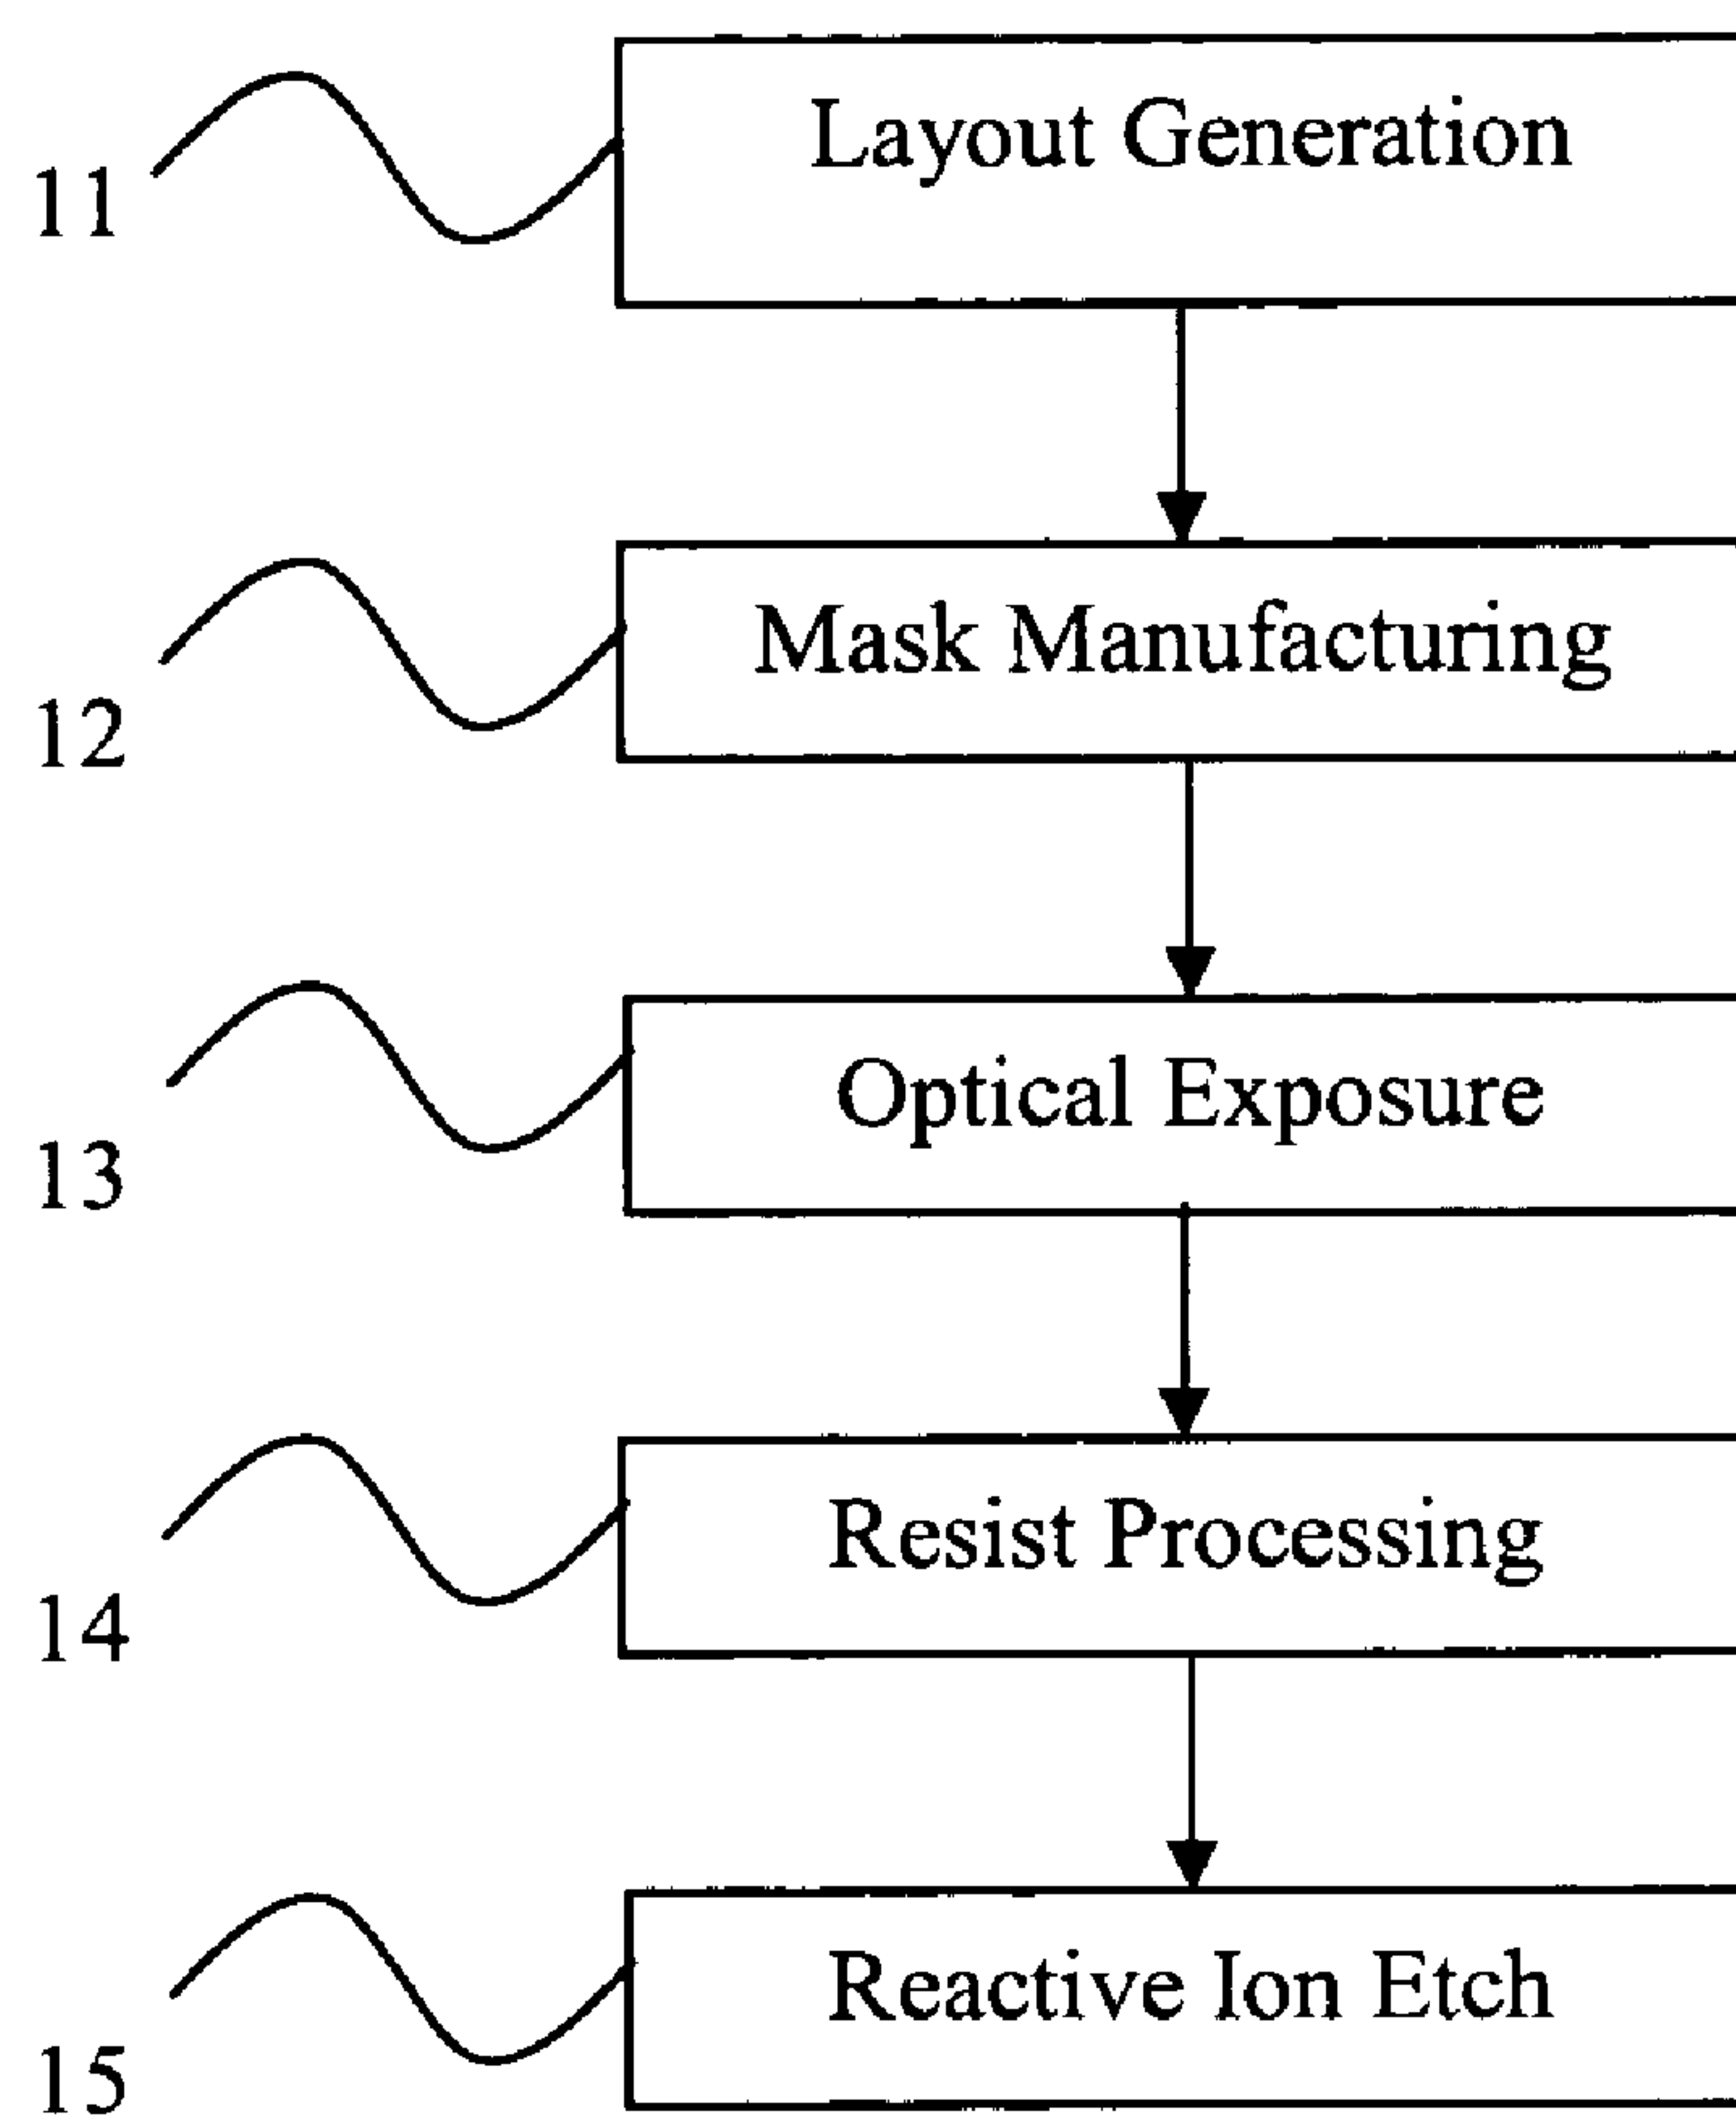 Layout Generation
11
Mask Manufacturing
12
Optical Exposure
13
Resist Processing
14
Reactive Ion Etch
15